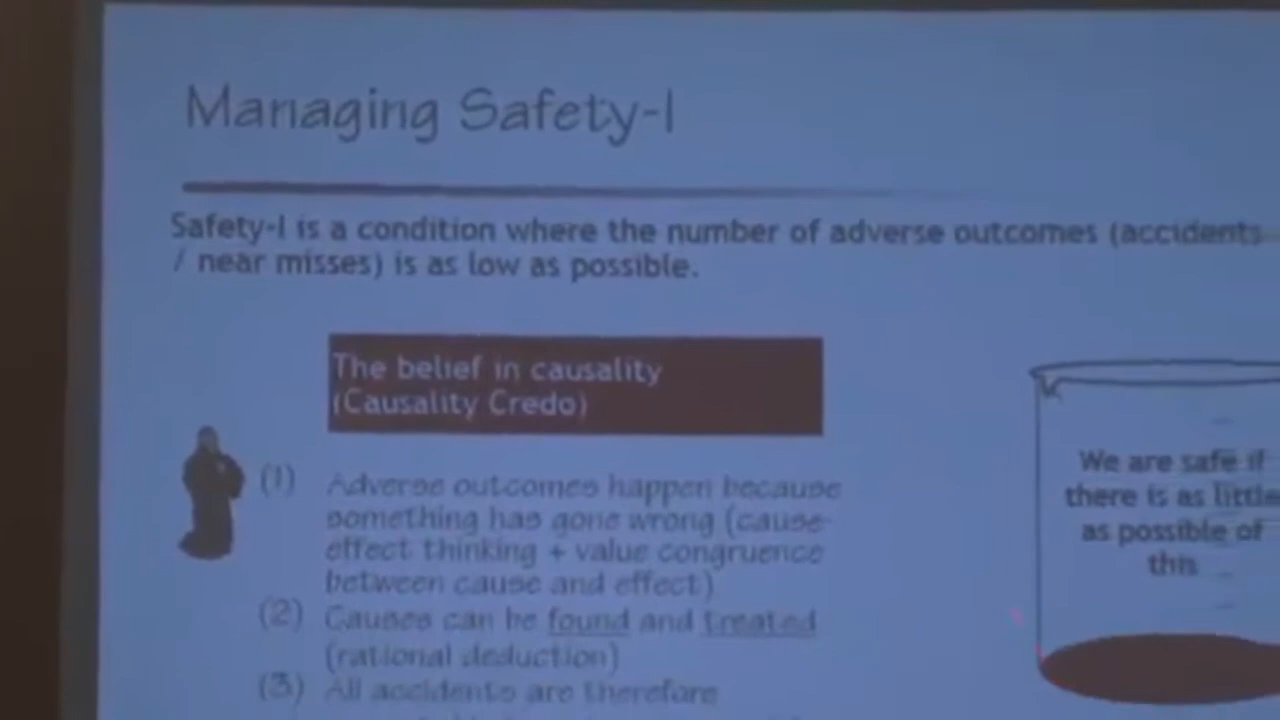 Managing Safety-I
Safety-I is a condition where the number of adverse outcomes (accidents
/ near misses) is as low as possible.
The belief in causality
(Causality Credo)
(1) Adverse outcomes happen because
something has gone wrong (cause-
effect thinking + value congruence
between cause and effect)
(2) Causes can be found and treated
(rational deduction)
(3) All accidents are therefore
We are safe if
there is as little
as possible of
this